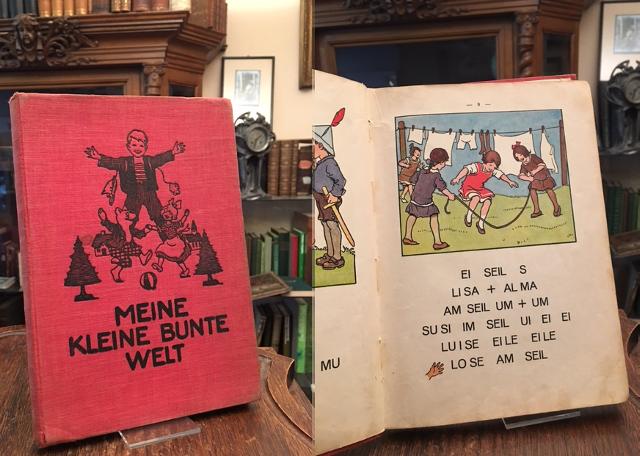 MEINE
KLEINE BUNTE
WELT
MU
— 9 —
EI SEIL S
LISA + ALMA
AM SEIL UM + UM
SUSI IM SEIL UI EI EI
LUISE EILE EILE
LOSE AM SEIL